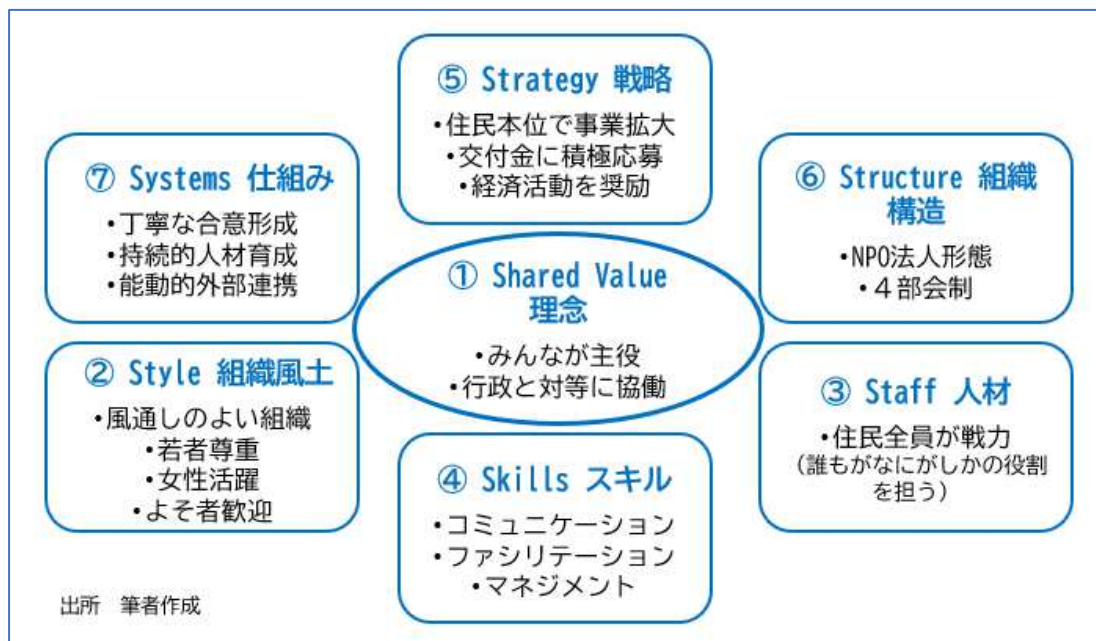 ⑤ Strategy 戦略
•住民本位で事業拡大
•交付金に積極応募
•経済活動を奨励
⑦ Systems 仕組み
•丁寧な合意形成
•持続的人材育成
•能動的外部連携
⑥ Structure 組織
構造
•NPO法人形態
•４部会制
① Shared Value
理念
•みんなが主役
•行政と対等に協働
② Style 組織風土
•風通しのよい組織
•若者尊重
•女性活躍
•よそ者歓迎
③ Staff 人材
•住民全員が戦力
（誰もがなにがしかの役割
を担う）
④ Skills スキル
•コミュニケーション
•ファシリテーション
•マネジメント
出所　筆者作成